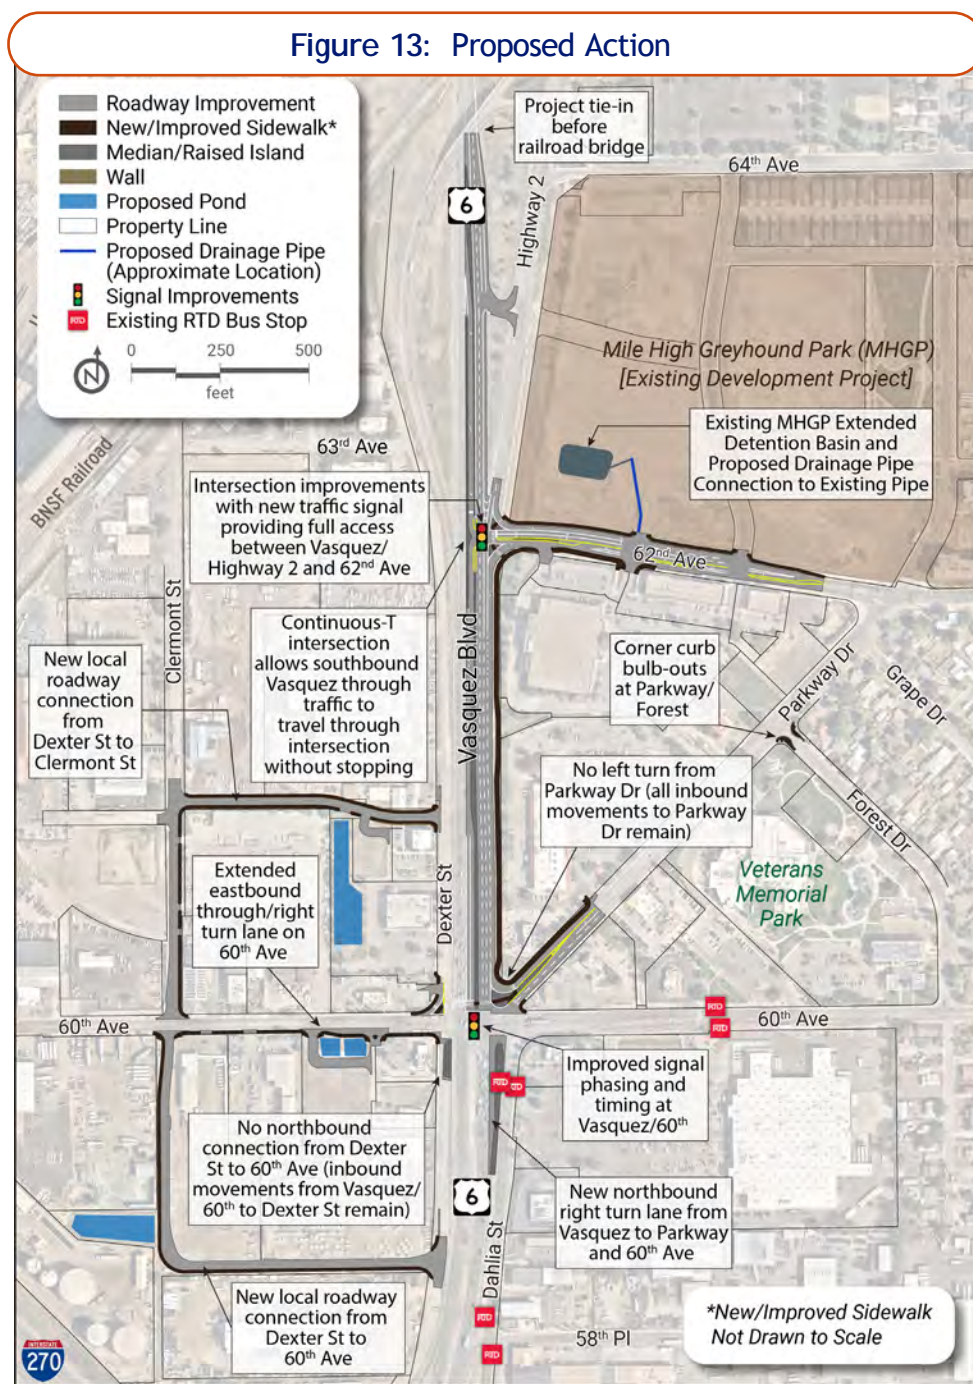 Figure 13: Proposed Action
Roadway Improvement
New/Improved Sidewalk*
Median/Raised Island
Wall
Proposed Pond
Property Line
Proposed Drainage Pipe
(Approximate Location)
Signal Improvements
RTD
Existing RTD Bus Stop
N
0 250 500
feet
Project tie-in
before
railroad bridge
64th Ave
6
Highway 2
Mile High Greyhound Park (MHGP)
[Existing Development Project]
Existing MHGP Extended
Detention Basin and
Proposed Drainage Pipe
Connection to Existing Pipe
63rd Ave
BNSF Railroad
Intersection improvements
with new traffic signal
providing full access
between Vasquez/
Highway 2 and 62nd Ave
62nd Ave
Clermont St
Continuous-T
intersection
allows southbound
Vasquez through
traffic to
travel through
intersection
without stopping
Vasquez Blvd
New local
roadway
connection
from
Dexter St to
Clermont St
Corner curb
bulb-outs
at Parkway/
Forest
Parkway Dr
Grape Dr
Forest Dr
No left turn from
Parkway Dr (all inbound
movements to Parkway
Dr remain)
Veterans
Memorial
Park
Dexter St
Extended
eastbound
through/right
turn lane on
60th Ave
60th Ave
RTD
RTD
60th Ave
Improved signal
phasing and
timing at
Vasquez/60th
RTD
RTD
No northbound
connection from Dexter
St to 60th Ave (inbound
movements from Vasquez/
60th to Dexter St remain)
6
New northbound
right turn lane from
Vasquez to Parkway
and 60th Ave
Dahlia St
New local roadway
connection from
Dexter St to
60th Ave
RTD
RTD
58th Pl
*New/Improved Sidewalk
Not Drawn to Scale
INTERSTATE
270